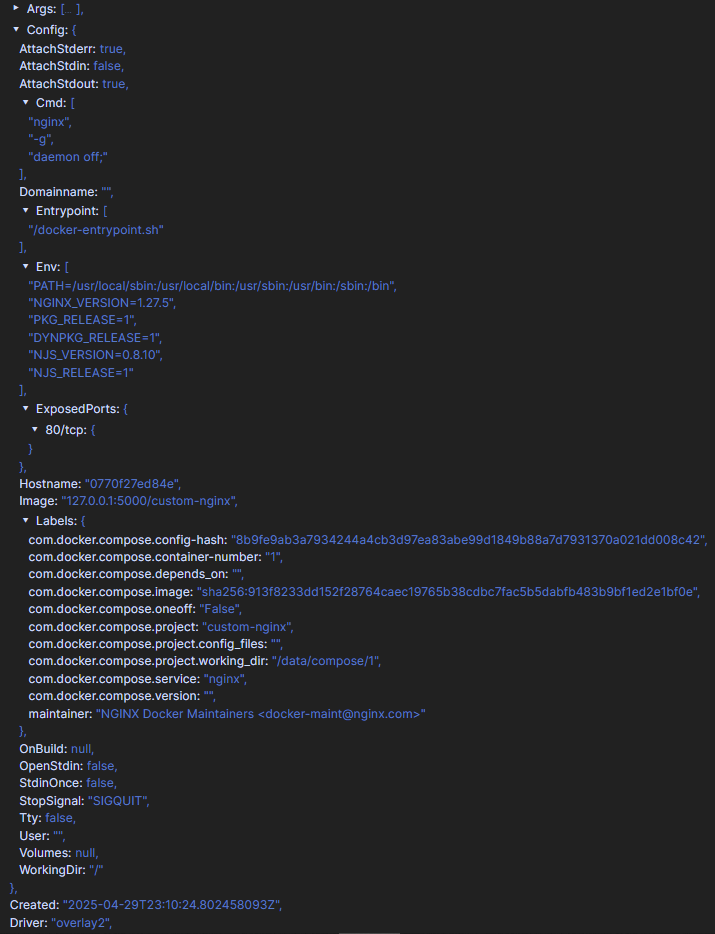 ▸ Args: [... ],
▾ Config: {
AttachStderr: true,
AttachStdin: false,
AttachStdout: true,
▾ Cmd: [
"nginx",
"-g",
"daemon off;"
],
Domainname: "",
▾ Entrypoint: [
"/docker-entrypoint.sh"
],
▾ Env: [
"PATH=/usr/local/sbin:/usr/local/bin:/usr/sbin:/usr/bin:/sbin:/bin",
"NGINX_VERSION=1.27.5",
"PKG_RELEASE=1",
"DYNPKG_RELEASE=1",
"NJS_VERSION=0.8.10",
"NJS_RELEASE=1"
],
▾ ExposedPorts: {
▾ 80/tcp: {
}
},
Hostname: "0770f27ed84e",
Image: "127.0.0.1:5000/custom-nginx",
▾ Labels: {
com.docker.compose.config-hash: "8b9fe9ab3a7934244a4cb3d97ea83abe99d1849b88a7d7931370a021dd008c42",
com.docker.compose.container-number: "1",
com.docker.compose.depends_on: "",
com.docker.compose.image: "sha256:913f8233dd152f28764caec19765b38cdbc7fac5b5dabfb483b9bf1ed2e1bf0e",
com.docker.compose.oneoff: "False",
com.docker.compose.project: "custom-nginx",
com.docker.compose.project.config_files: "",
com.docker.compose.project.working_dir: "/data/compose/1",
com.docker.compose.service: "nginx",
com.docker.compose.version: "",
maintainer: "NGINX Docker Maintainers <docker-maint@nginx.com>"
},
OnBuild: null,
OpenStdin: false,
StdinOnce: false,
StopSignal: "SIGQUIT",
Tty: false,
User: "",
Volumes: null,
WorkingDir: "/"
},
Created: "2025-04-29T23:10:24.802458093Z",
Driver: "overlay2",